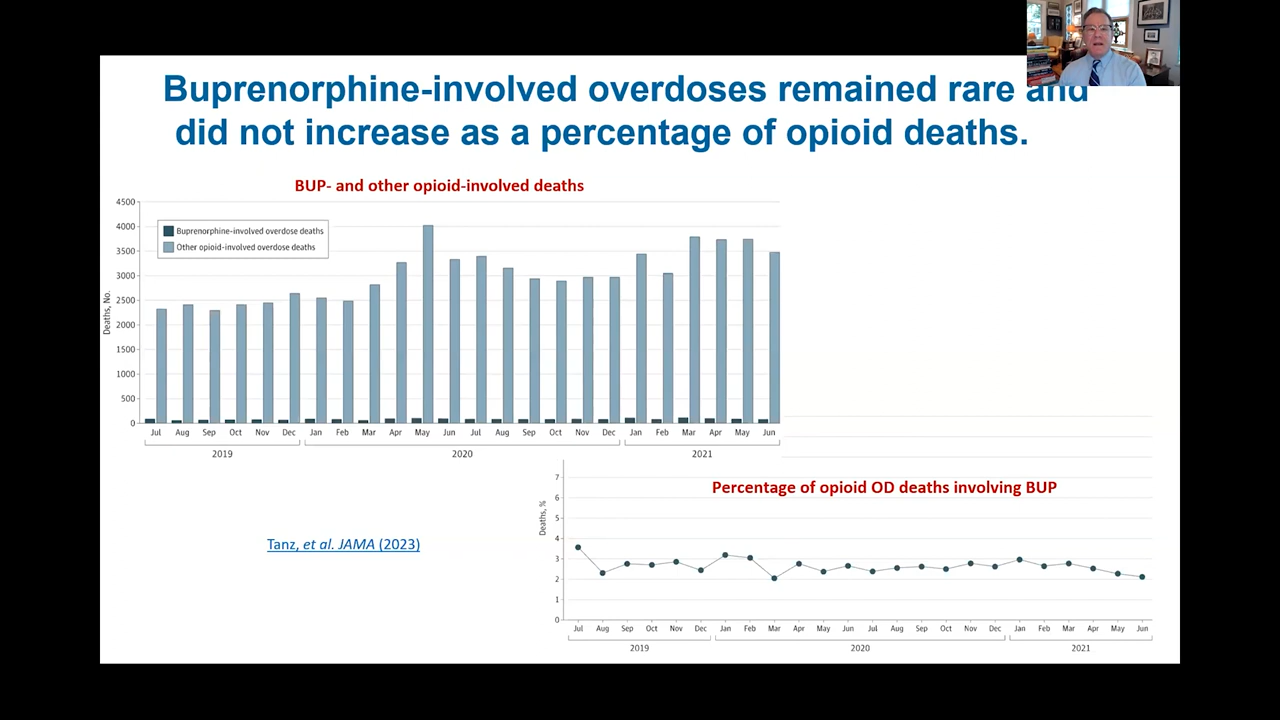 Buprenorphine-involved overdoses remained rare and
did not increase as a percentage of opioid deaths.
BUP- and other opioid-involved deaths
4500
4000
3500
3000
2500
2000
1500
1000
500
0
Deaths, No.
Buprenorphine-involved overdose deaths
Other opioid-involved overdose deaths
Jul Aug Sep Oct Nov Dec Jan Feb Mar Apr May Jun Jul Aug Sep Oct Nov Dec Jan Feb Mar Apr May Jun
2019 2020 2021
Percentage of opioid OD deaths involving BUP
7
6
5
4
3
2
1
0
Deaths, %
Jul Aug Sep Oct Nov Dec Jan Feb Mar Apr May Jun Jul Aug Sep Oct Nov Dec Jan Feb Mar Apr May Jun
2019 2020 2021
Tanz, et al. JAMA (2023)